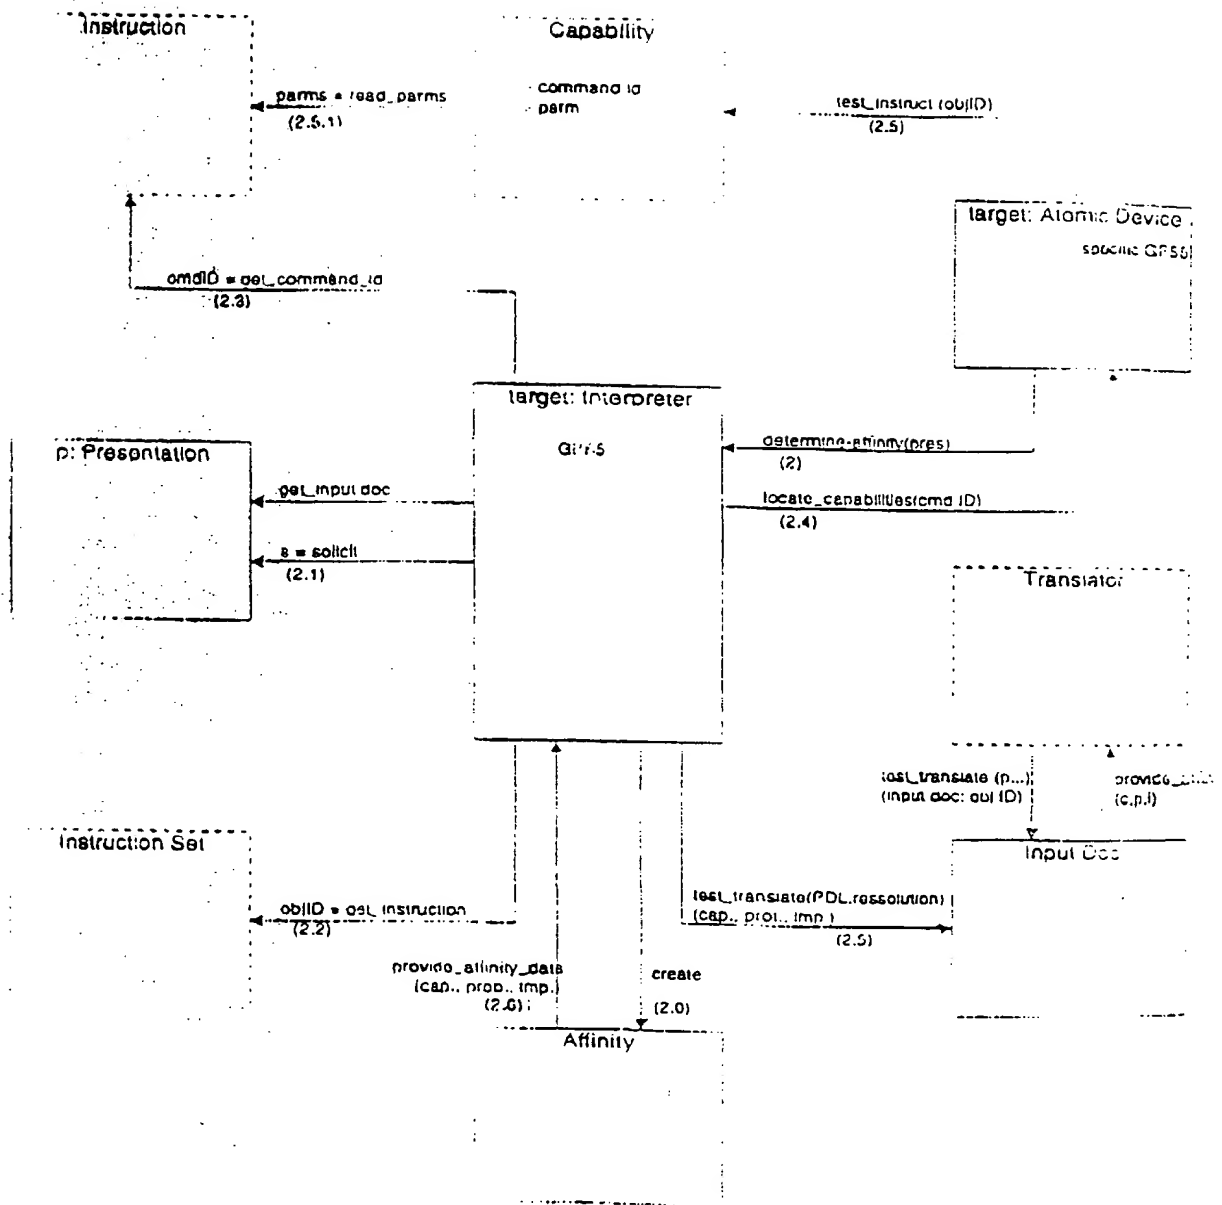 Instruction
Capability
parms = read_parms
(2.5.1)
command id
parm
test_instruct (objID)
(2.5)
target: Atomic Device
specific
cmdID = get_command_id
(2.3)
target: Interpreter
p: Presentation
determine-affinity(pres)
(2)
get_input doc
locate_capabilities(cmd ID)
(2.4)
s = solicit
(2.1)
Translator
test_translate (p...)
(input doc: obj ID)
(c.p.i)
Instruction Set
Input Doc
objID = get_instruction
(2.2)
test_translate(PDL.ressolution)
(cap., prot., imp.)
(2.5)
provide_affinity_data
(cap., prop., imp.)
(2.6)
create
(2.0)
Affinity